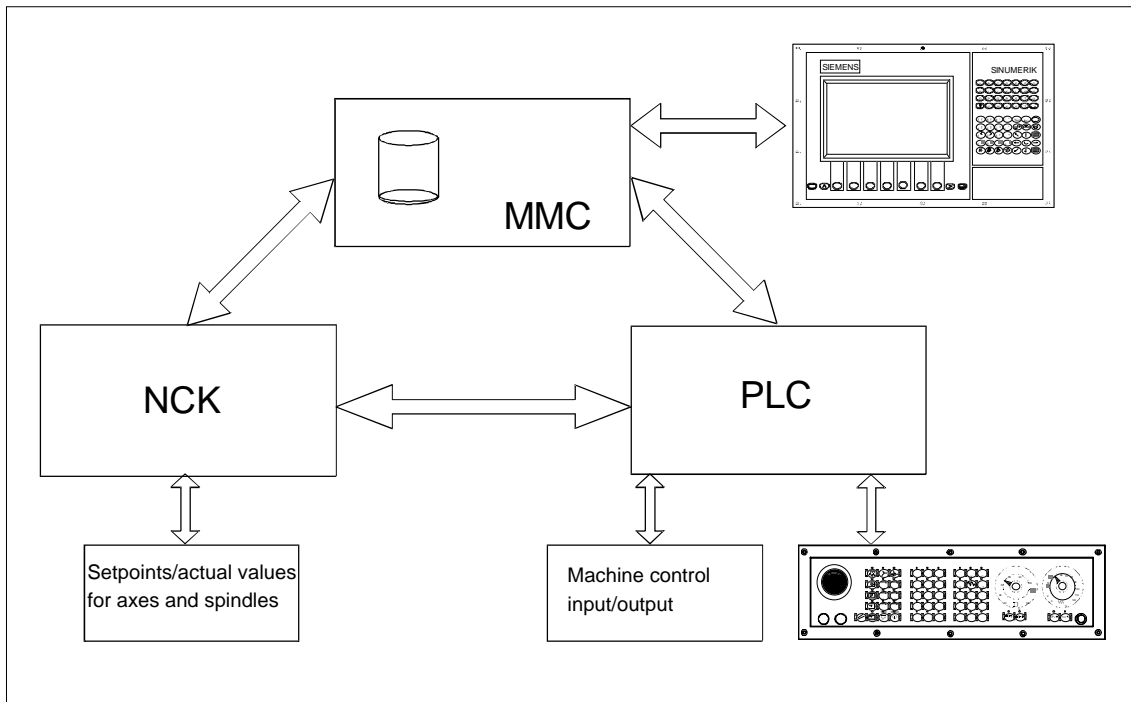 SIEMENS
SINUMERIK
MMC
NCK
PLC
Setpoints/actual values
for axes and spindles
Machine control
input/output